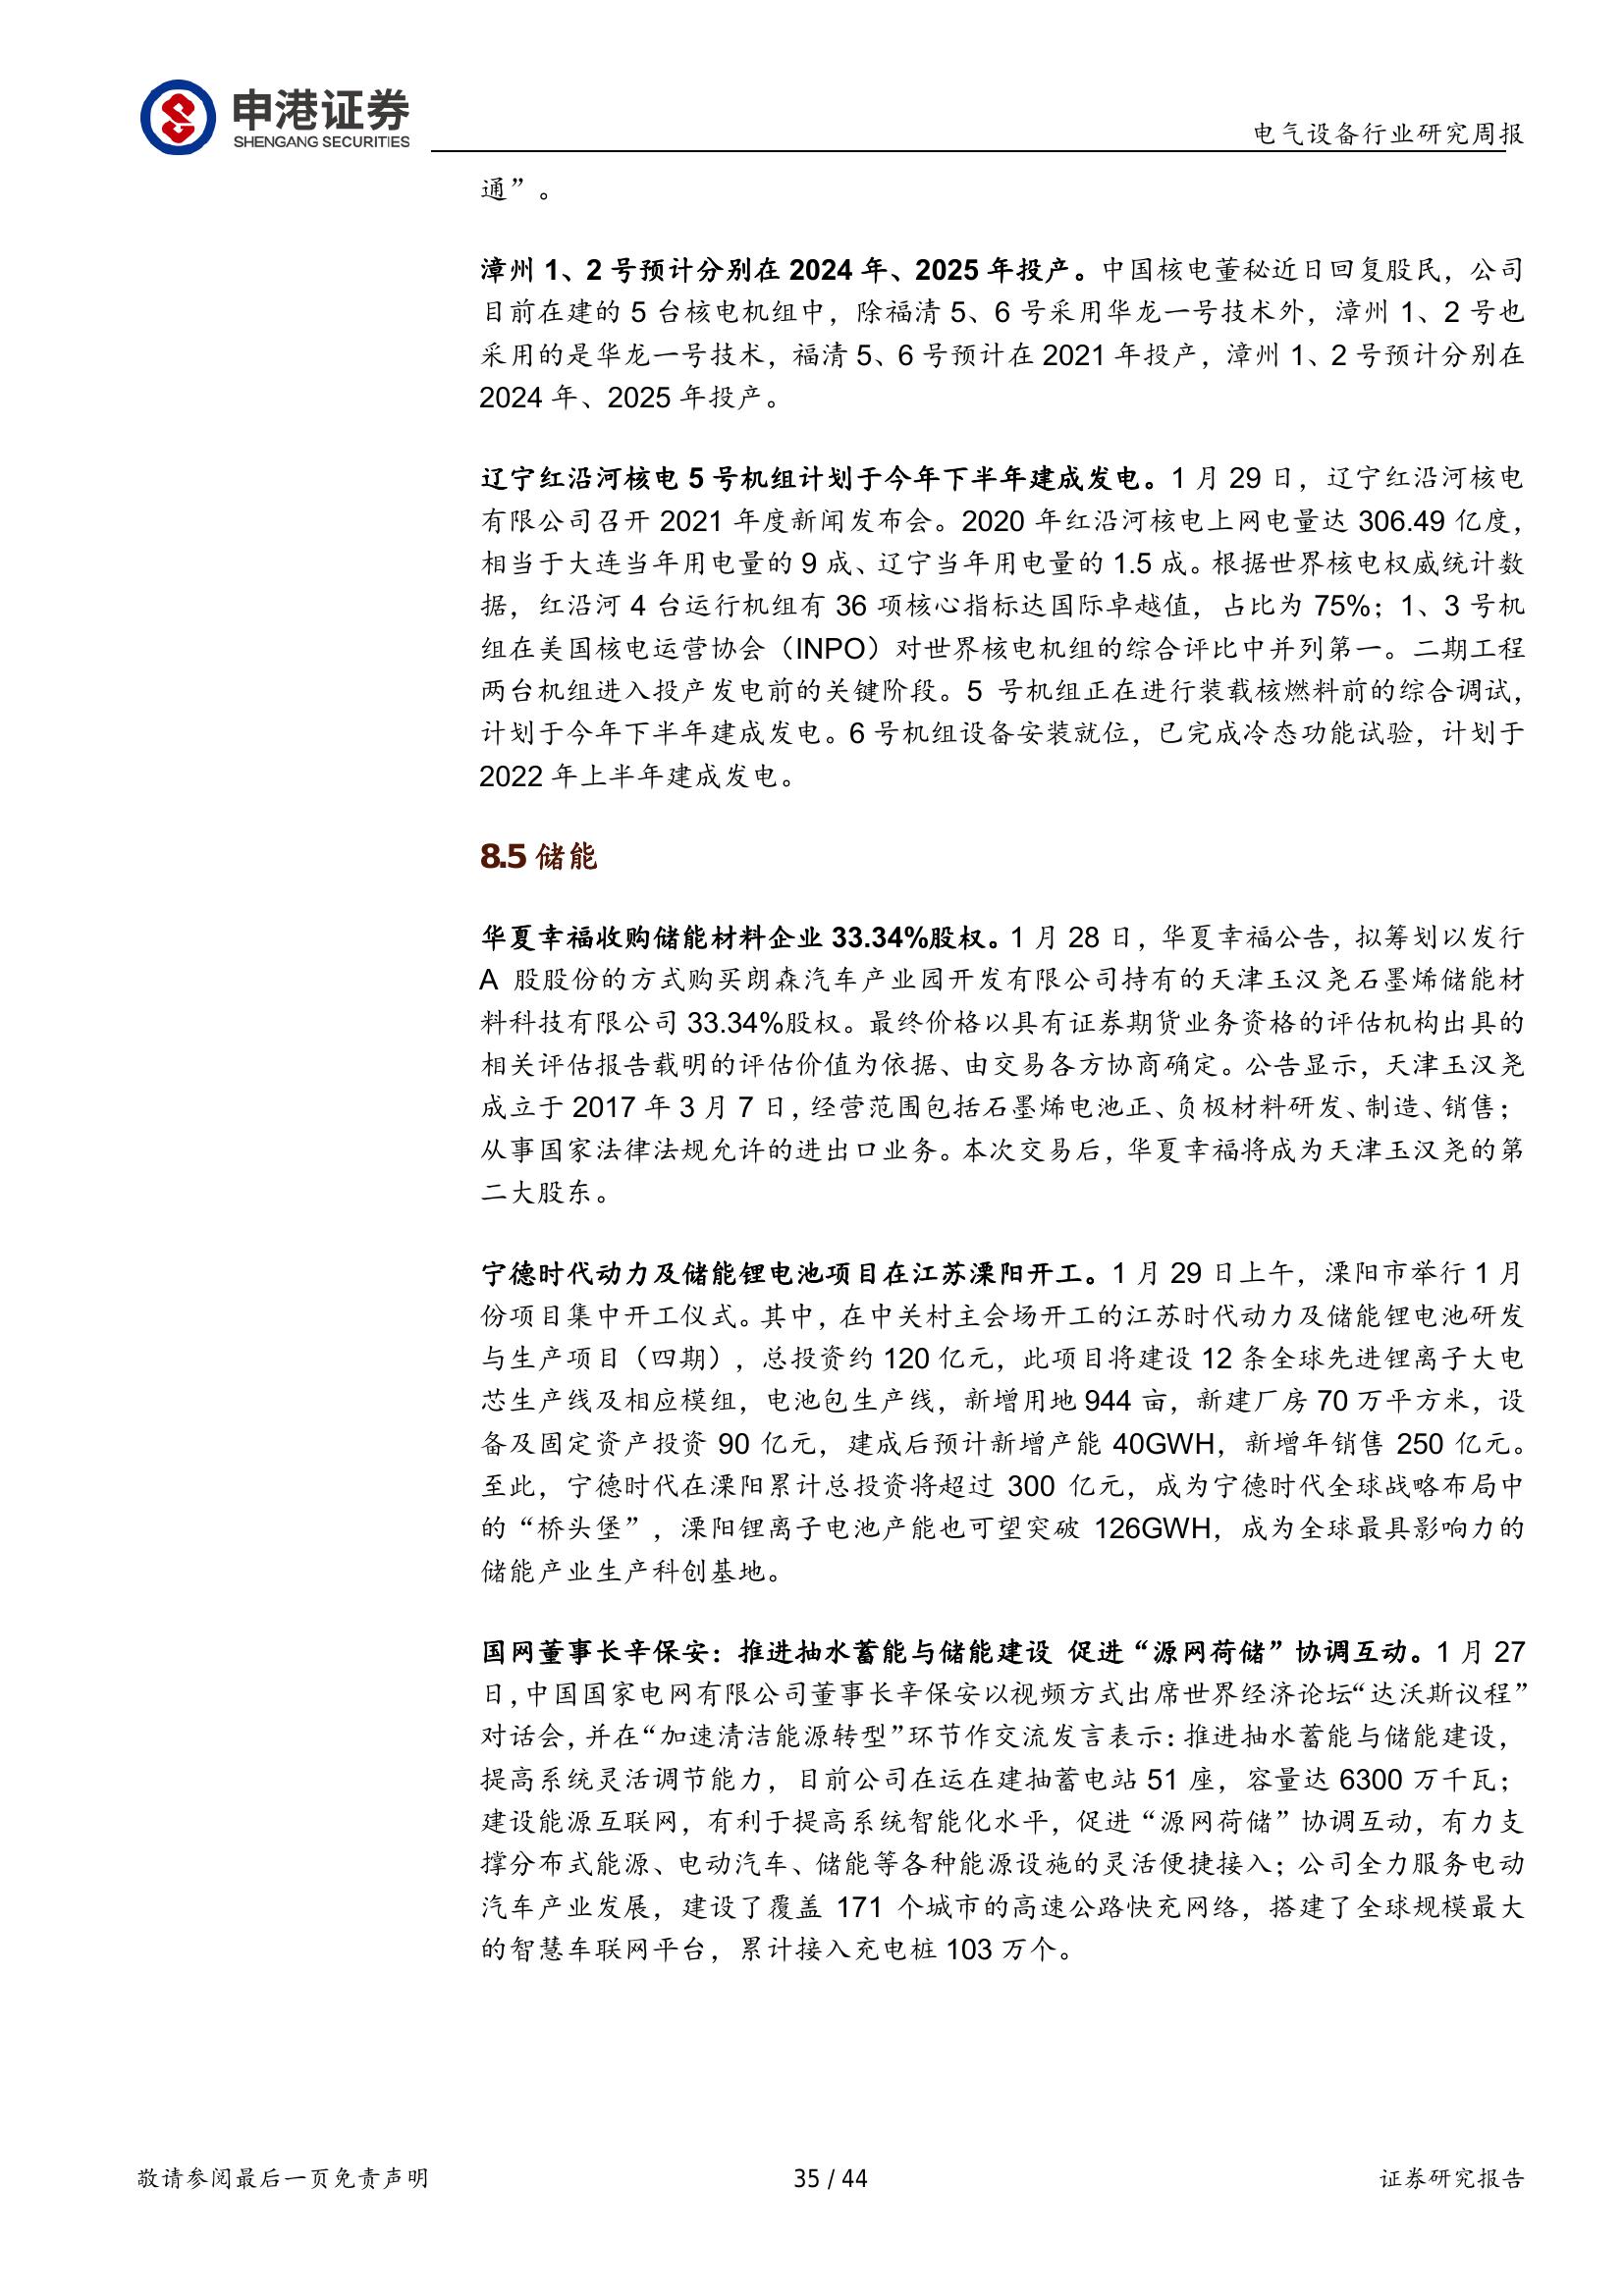 申港证券
SHENGANG SECURITIES
电气设备行业研究周报
通”。
漳州 1、2 号预计分别在 2024 年、2025 年投产。中国核电董秘近日回复股民，公司
目前在建的 5 台核电机组中，除福清 5、6 号采用华龙一号技术外，漳州 1、2 号也
采用的是华龙一号技术，福清 5、6 号预计在 2021 年投产，漳州 1、2 号预计分别在
2024 年、2025 年投产。
辽宁红沿河核电 5 号机组计划于今年下半年建成发电。1 月 29 日，辽宁红沿河核电
有限公司召开 2021 年度新闻发布会。2020 年红沿河核电上网电量达 306.49 亿度，
相当于大连当年用电量的 9 成、辽宁当年用电量的 1.5 成。根据世界核电权威统计数
据，红沿河 4 台运行机组有 36 项核心指标达国际卓越值，占比为 75%；1、3 号机
组在美国核电运营协会（INPO）对世界核电机组的综合评比中并列第一。二期工程
两台机组进入投产发电前的关键阶段。5 号机组正在进行装载核燃料前的综合调试，
计划于今年下半年建成发电。6 号机组设备安装就位，已完成冷态功能试验，计划于
2022 年上半年建成发电。
8.5 储能
华夏幸福收购储能材料企业 33.34%股权。1 月 28 日，华夏幸福公告，拟筹划以发行
A 股股份的方式购买朗森汽车产业园开发有限公司持有的天津玉汉尧石墨烯储能材
料科技有限公司 33.34%股权。最终价格以具有证券期货业务资格的评估机构出具的
相关评估报告载明的评估价值为依据、由交易各方协商确定。公告显示，天津玉汉尧
成立于 2017 年 3 月 7 日，经营范围包括石墨烯电池正、负极材料研发、制造、销售；
从事国家法律法规允许的进出口业务。本次交易后，华夏幸福将成为天津玉汉尧的第
二大股东。
宁德时代动力及储能锂电池项目在江苏溧阳开工。1 月 29 日上午，溧阳市举行 1 月
份项目集中开工仪式。其中，在中关村主会场开工的江苏时代动力及储能锂电池研发
与生产项目（四期），总投资约 120 亿元，此项目将建设 12 条全球先进锂离子大电
芯生产线及相应模组，电池包生产线，新增用地 944 亩，新建厂房 70 万平方米，设
备及固定资产投资 90 亿元，建成后预计新增产能 40GWH，新增年销售 250 亿元。
至此，宁德时代在溧阳累计总投资将超过 300 亿元，成为宁德时代全球战略布局中
的“桥头堡”，溧阳锂离子电池产能也可望突破 126GWH，成为全球最具影响力的
储能产业生产科创基地。
国网董事长辛保安：推进抽水蓄能与储能建设 促进“源网荷储”协调互动。1 月 27
日，中国国家电网有限公司董事长辛保安以视频方式出席世界经济论坛“达沃斯议程”
对话会，并在“加速清洁能源转型”环节作交流发言表示：推进抽水蓄能与储能建设，
提高系统灵活调节能力，目前公司在运在建抽蓄电站 51 座，容量达 6300 万千瓦；
建设能源互联网，有利于提高系统智能化水平，促进“源网荷储”协调互动，有力支
撑分布式能源、电动汽车、储能等各种能源设施的灵活便捷接入；公司全力服务电动
汽车产业发展，建设了覆盖 171 个城市的高速公路快充网络，搭建了全球规模最大
的智慧车联网平台，累计接入充电桩 103 万个。
敬请参阅最后一页免责声明
35 / 44
证券研究报告